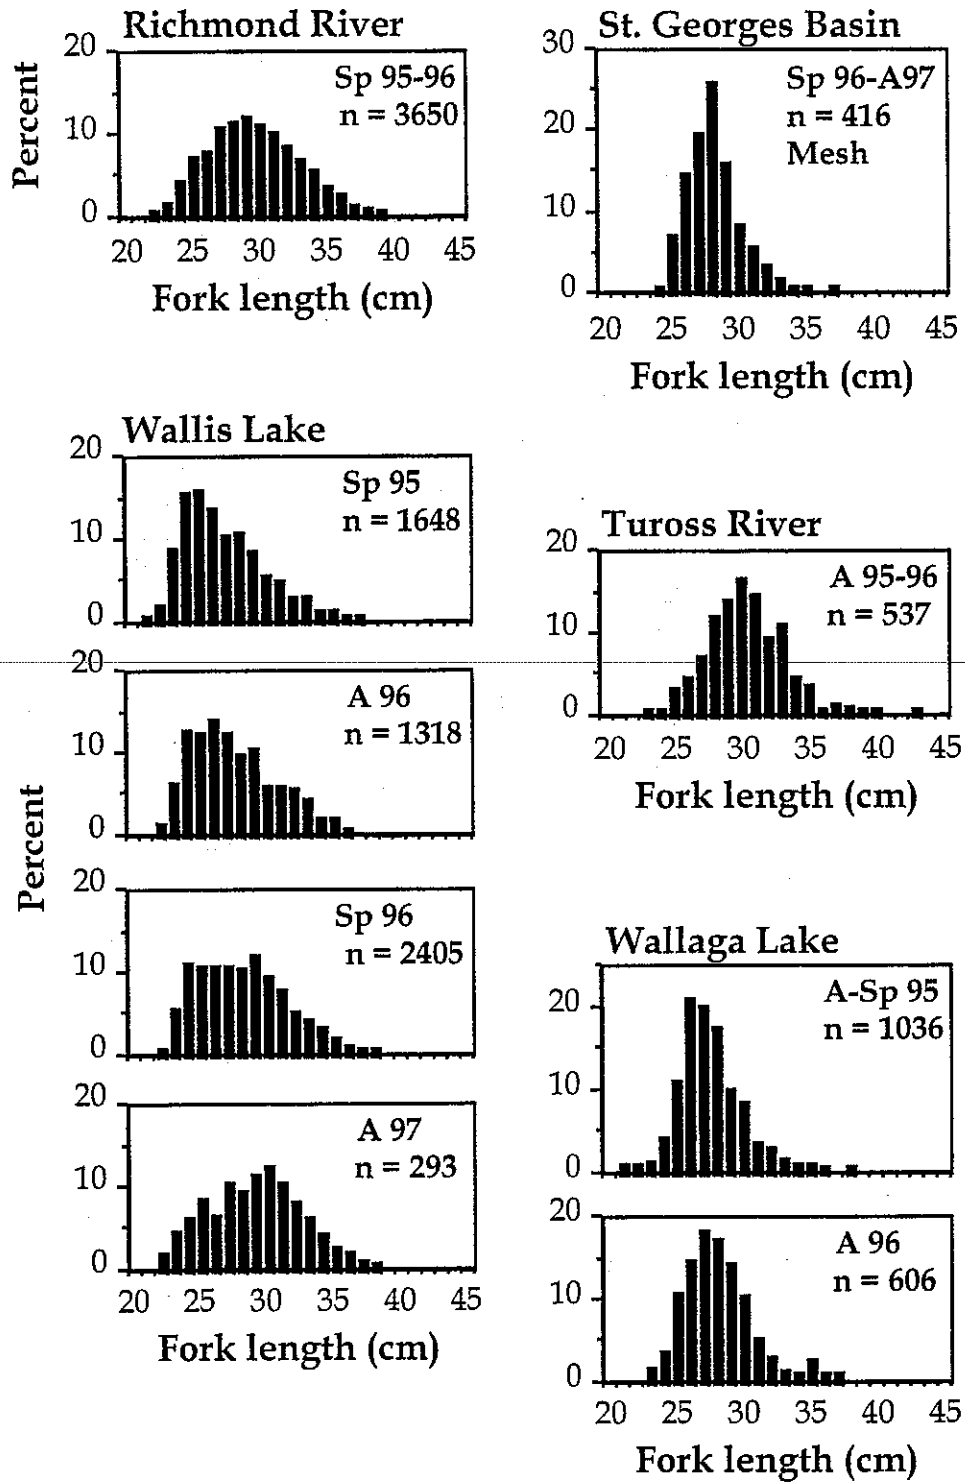 Richmond River
Percent
20
10
0
Sp 95-96
n = 3650
20 25 30 35 40 45
Fork length (cm)
St. Georges Basin
30
20
10
0
Sp 96-A97
n = 416
Mesh
20 25 30 35 40 45
Fork length (cm)
Wallis Lake
Percent
20
10
0
Sp 95
n = 1648
20
10
0
A 96
n = 1318
20
10
0
Sp 96
n = 2405
20
10
0
A 97
n = 293
20 25 30 35 40 45
Fork length (cm)
Tuross River
20
10
0
A 95-96
n = 537
20 25 30 35 40 45
Fork length (cm)
Wallaga Lake
20
10
0
A-Sp 95
n = 1036
20
10
0
A 96
n = 606
20 25 30 35 40 45
Fork length (cm)